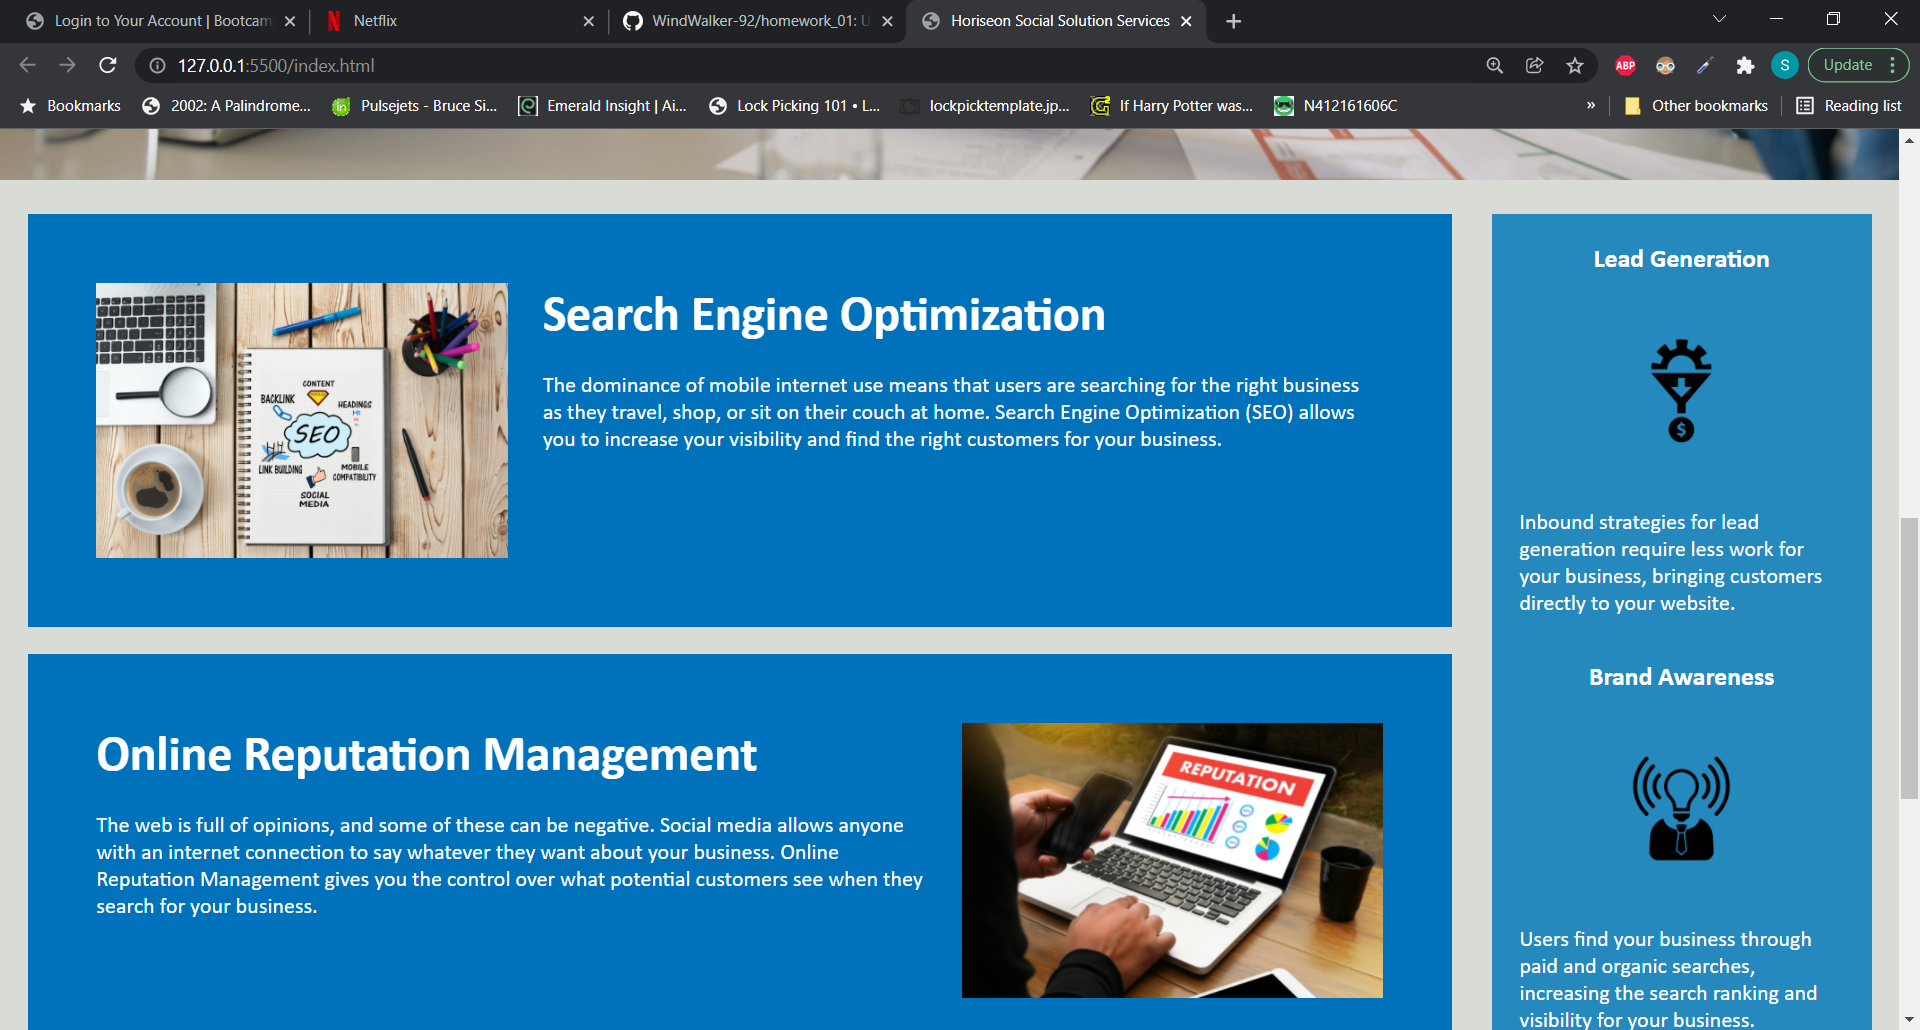 Login to Your Account | Bootcam
Netflix
WindWalker-92/homework_01: U
Horiseon Social Solution Services
127.0.0.1:5500/index.html
ABP
S
Update
Bookmarks
2002: A Palindrome...
Pulsejets - Bruce Si...
Emerald Insight | Ai...
Lock Picking 101 • L...
lockpicktemplate.jp...
If Harry Potter was...
N412161606C
»
Other bookmarks
Reading list
Search Engine Optimization
The dominance of mobile internet use means that users are searching for the right business
as they travel, shop, or sit on their couch at home. Search Engine Optimization (SEO) allows
you to increase your visibility and find the right customers for your business.
CONTENT
BACKLINK
HEADINGS
SEO
LINK BUILDING
MOBILE
COMPATIBILITY
SOCIAL
MEDIA
Online Reputation Management
The web is full of opinions, and some of these can be negative. Social media allows anyone
with an internet connection to say whatever they want about your business. Online
Reputation Management gives you the control over what potential customers see when they
search for your business.
REPUTATION
Lead Generation
$
Inbound strategies for lead
generation require less work for
your business, bringing customers
directly to your website.
Brand Awareness
Users find your business through
paid and organic searches,
increasing the search ranking and
visibility for your business.